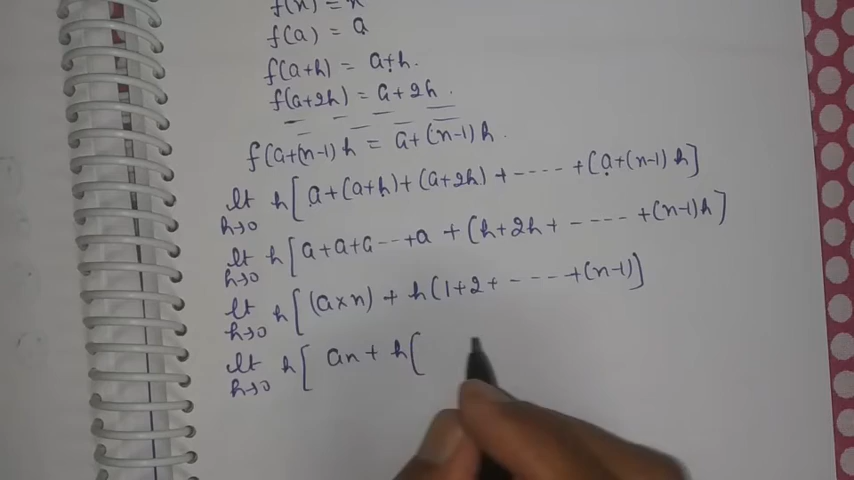 f(x) = x
f(a) = a
f(a+h) = a+h.
f(a+2h) = a+2h.
f(a+(n-1)h = a+(n-1)h.
lt h→0 h[a+(a+h)+(a+2h)+----+(a+(n-1)h]
lt h→0 h[a+a+a---+a +(h+2h+----+(n-1)h]
lt h→0 h[(a×n)+h(1+2+----+(n-1)]
lt h→0 h[an+h(